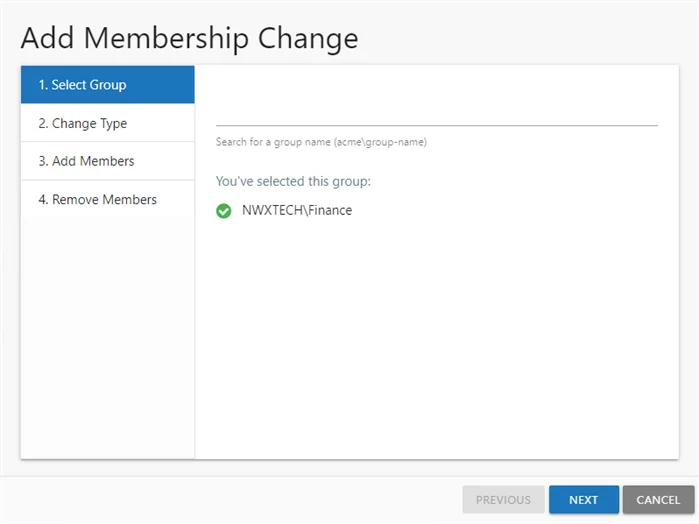 Add Membership Change
1. Select Group
2. Change Type
3. Add Members
4. Remove Members
Search for a group name (acme\group-name)
You've selected this group:
NWXTECH\Finance
PREVIOUS
NEXT
CANCEL